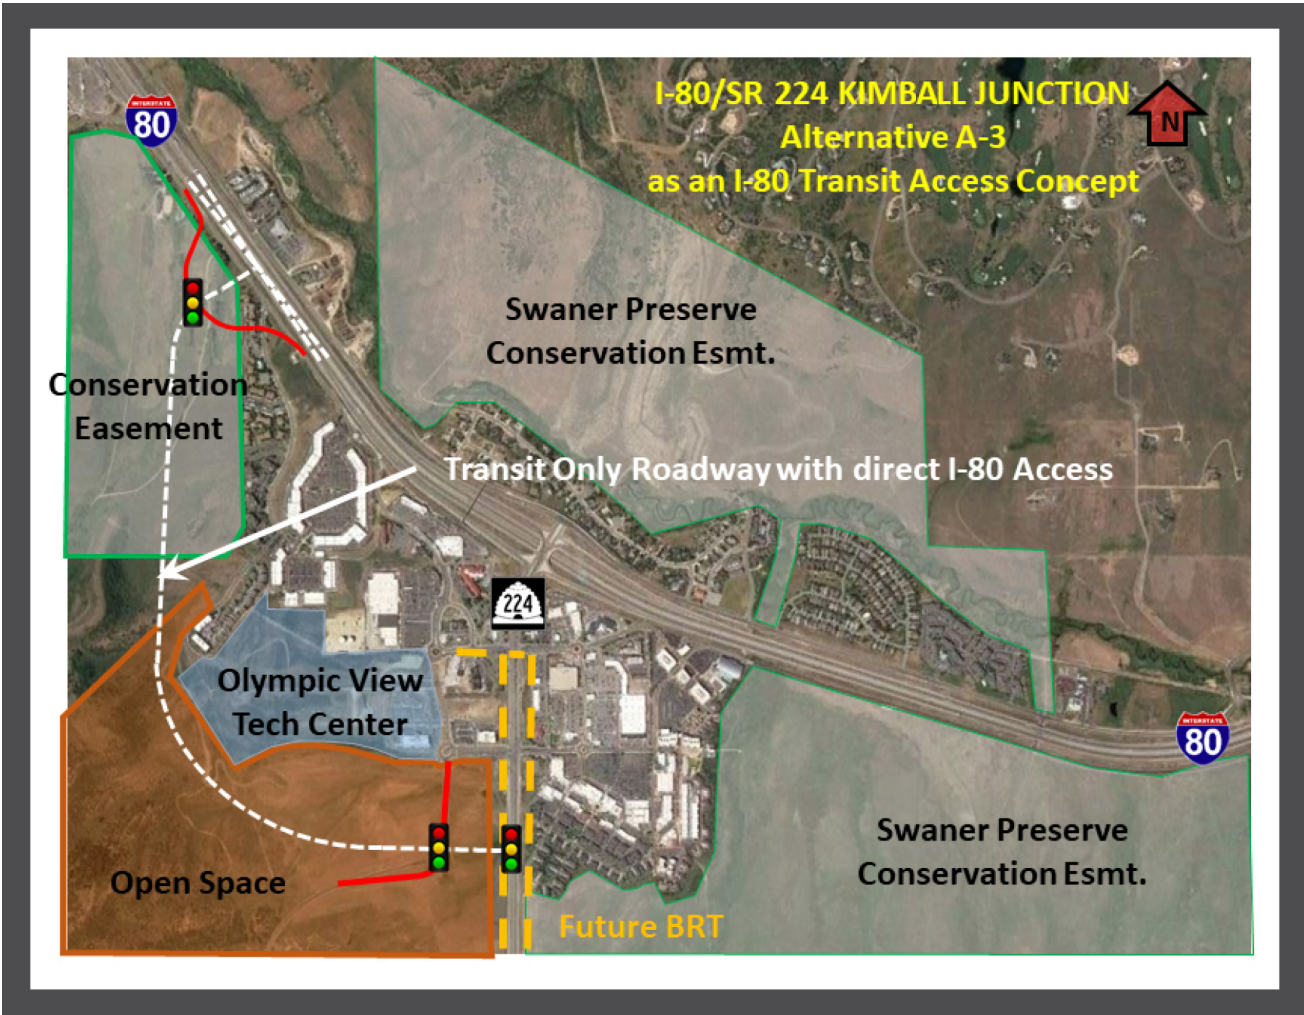 I-80/SR 224 KIMBALL JUNCTION
Alternative A-3
as an I-80 Transit Access Concept
N
INTERSTATE
80
Swaner Preserve
Conservation Esmt.
Conservation
Easement
Transit Only Roadway with direct I-80 Access
224
Olympic View
Tech Center
INTERSTATE
80
Swaner Preserve
Conservation Esmt.
Open Space
Future BRT